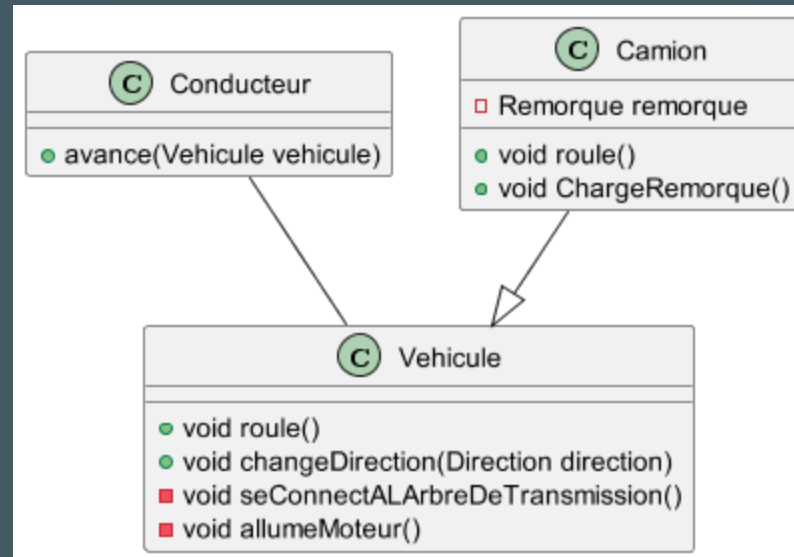 C Conducteur
avance(Vehicule vehicule)
C Camion
Remorque remorque
void roule()
void ChargeRemorque()
C Vehicule
void roule()
void changeDirection(Direction direction)
void seConnectALArbreDeTransmission()
void allumeMoteur()